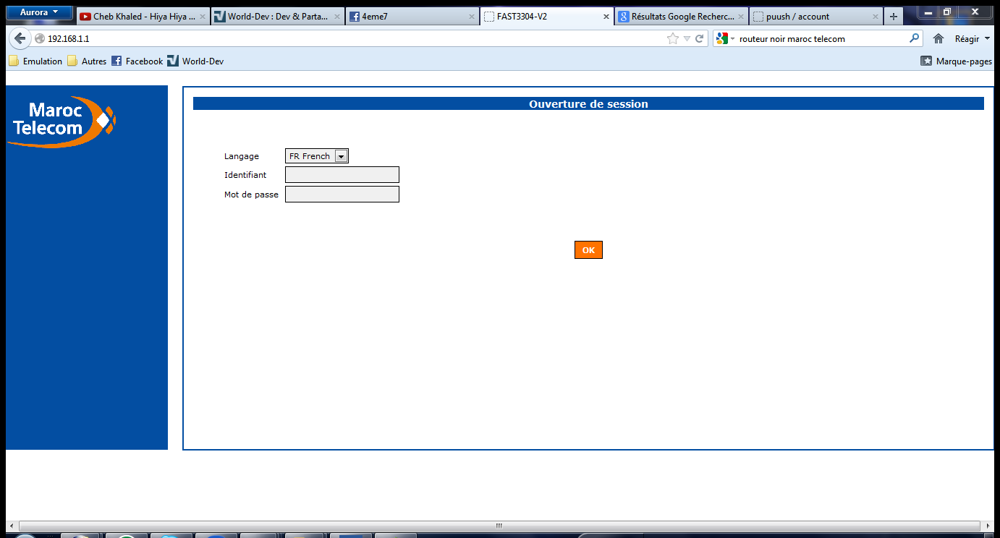 Aurora
Cheb Khaled - Hiya Hiya ...
World-Dev : Dev & Parta...
4eme7
FAST3304-V2
Résultats Google Recherc...
puush / account
192.168.1.1
routeur noir maroc telecom
Réagir
Emulation
Autres
Facebook
World-Dev
Marque-pages
Maroc
Telecom
Ouverture de session
Langage
FR French
Identifiant
Mot de passe
OK